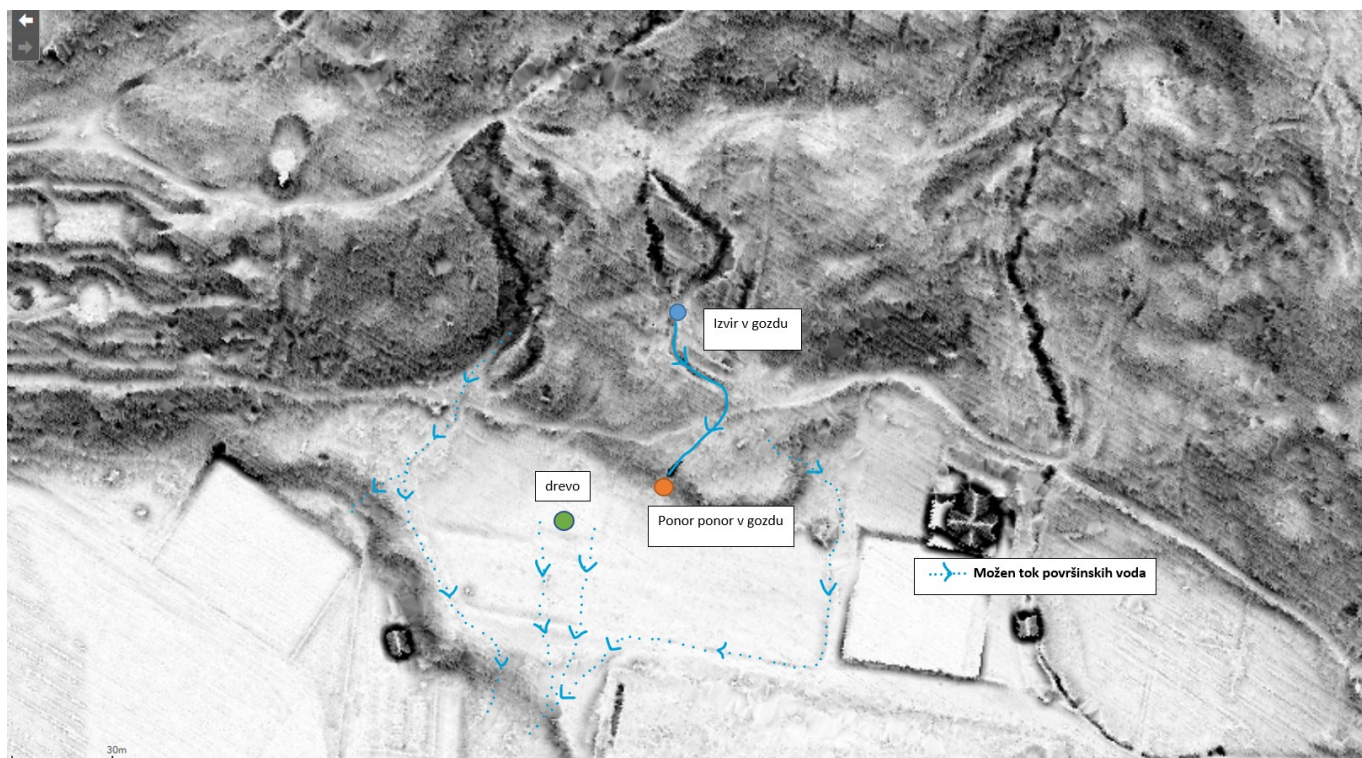 Izvir v gozdu
drevo
Ponor ponor v gozdu
Možen tok površinskih voda
30m